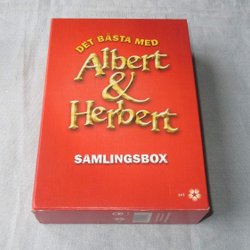 DET BÄSTA MED
Albert
&
Herbert
SAMLINGSBOX